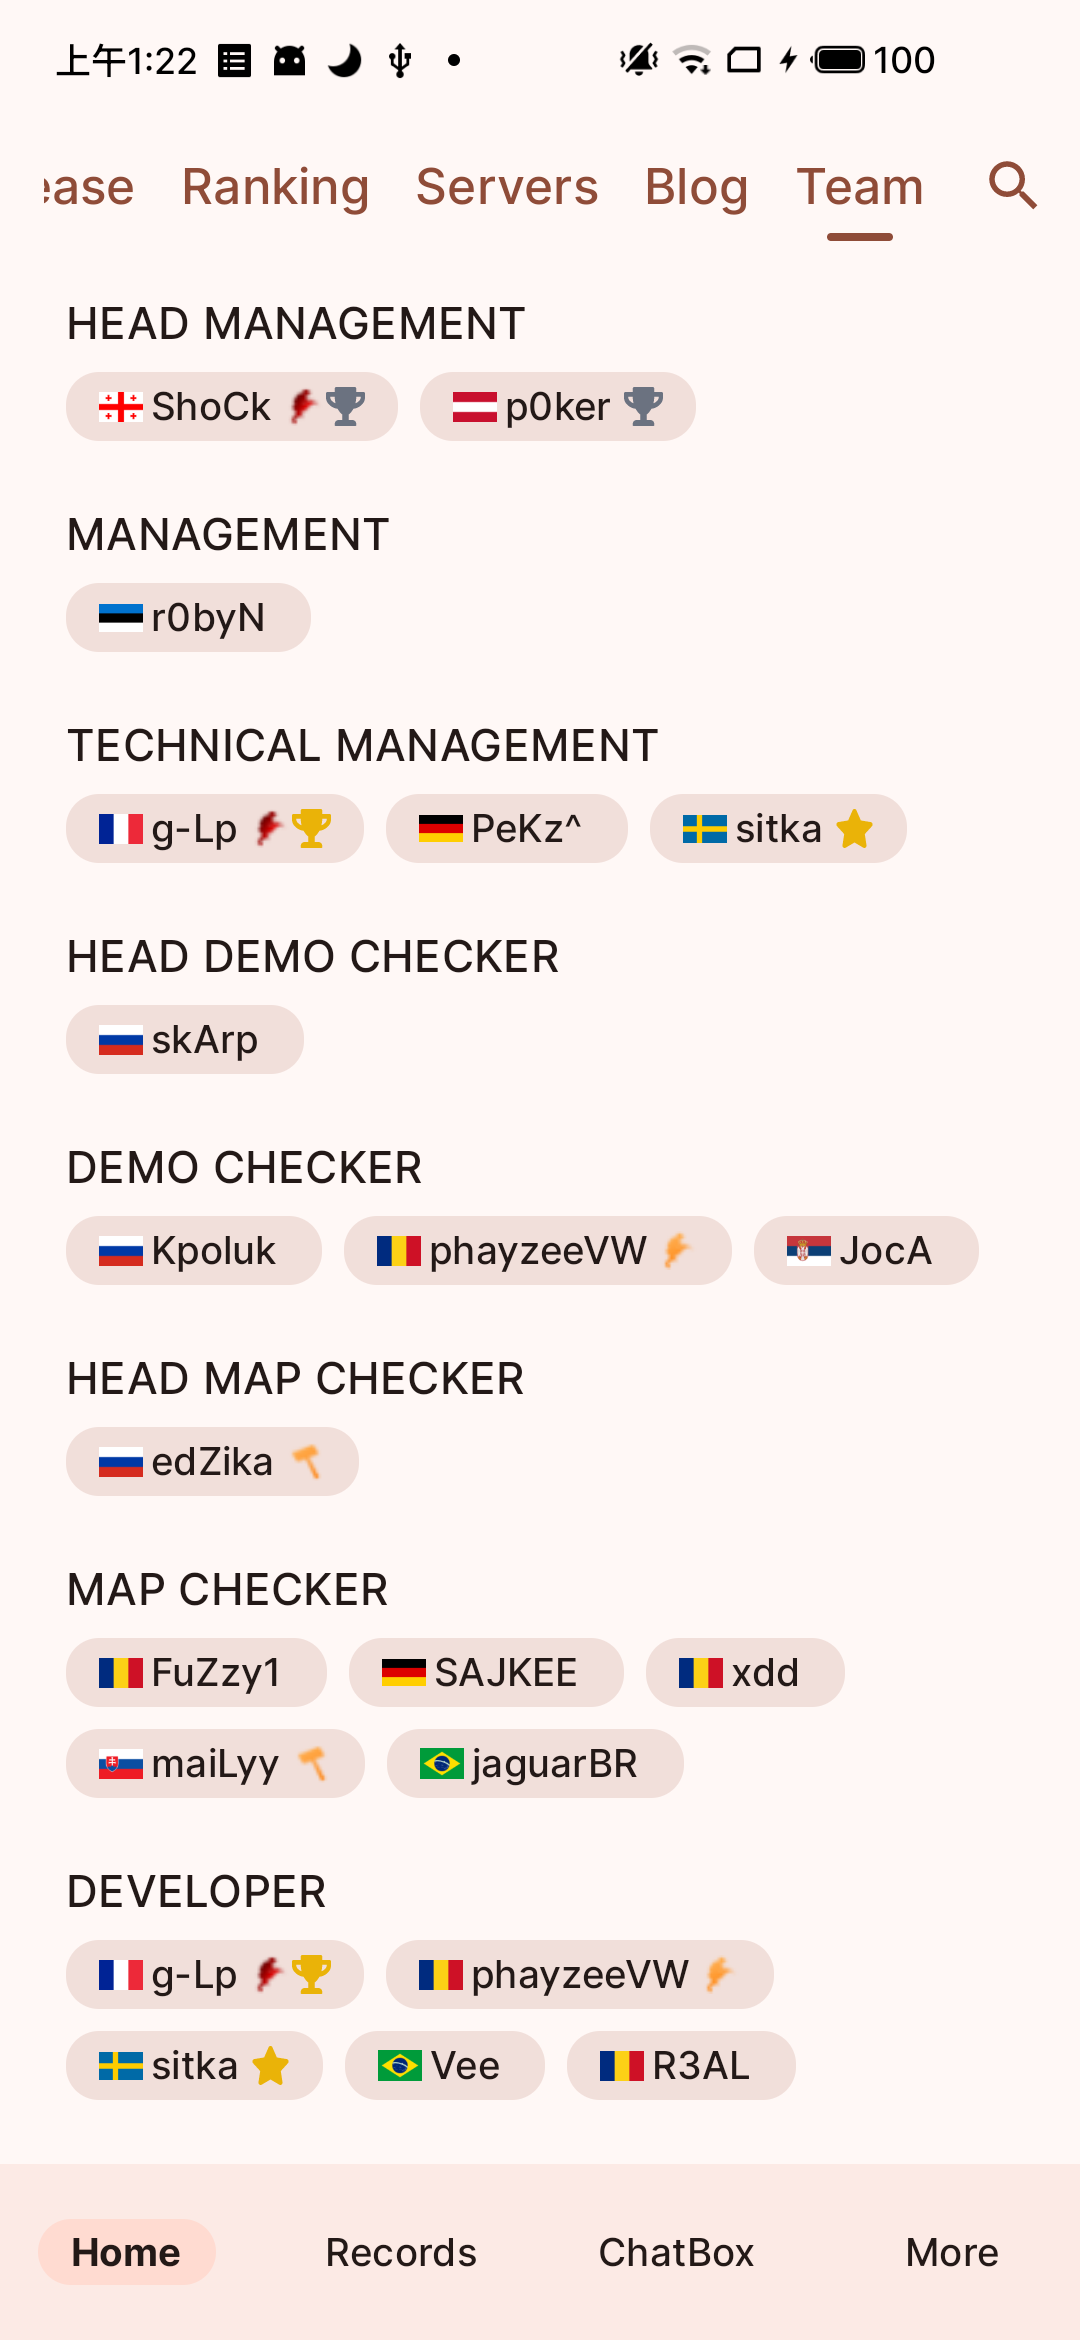 上午1:22 100
ease Ranking Servers Blog Team
HEAD MANAGEMENT
ShoCk p0ker
MANAGEMENT
r0byN
TECHNICAL MANAGEMENT
g-Lp PeKz^ sitka
HEAD DEMO CHECKER
skArp
DEMO CHECKER
Kpoluk phayzeeVW JocA
HEAD MAP CHECKER
edZika
MAP CHECKER
FuZzy1 SAJKEE xdd
maiLyy jaguarBR
DEVELOPER
g-Lp phayzeeVW
sitka Vee R3AL
Home Records ChatBox More